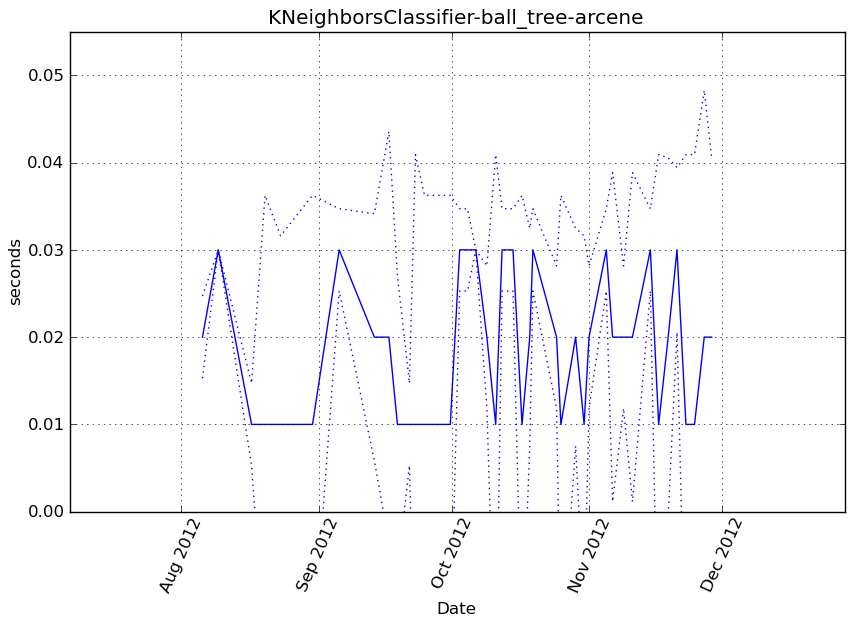 KNeighborsClassifier-ball_tree-arcene
0.05
0.04
0.03
0.02
0.01
0.00
seconds
Aug 2012
Sep 2012
Oct 2012
Nov 2012
Dec 2012
Date